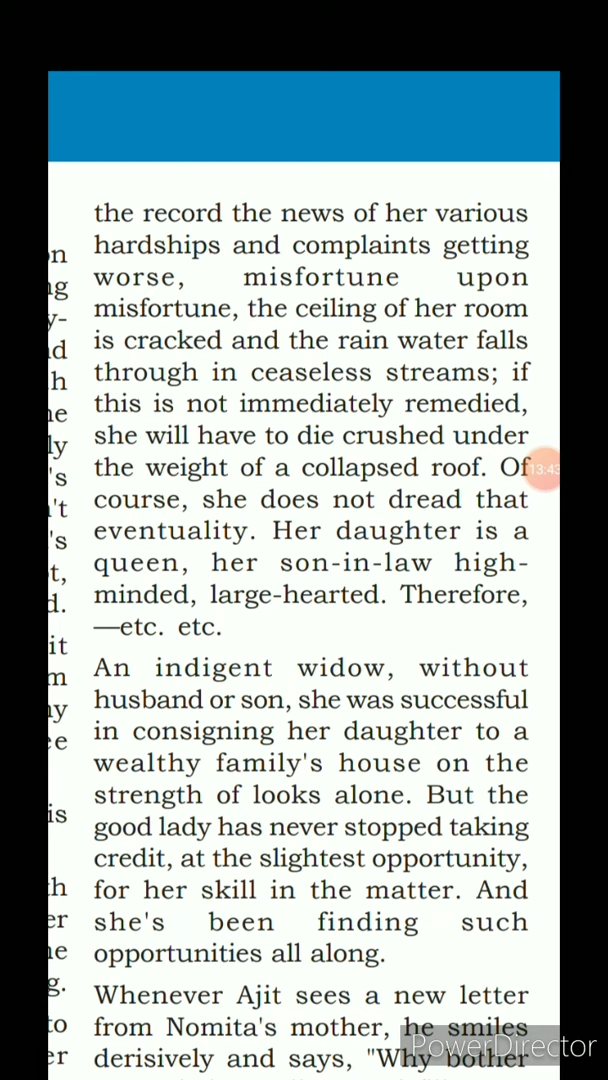 the record the news of her various
hardships and complaints getting
worse, misfortune upon
misfortune, the ceiling of her room
is cracked and the rain water falls
through in ceaseless streams; if
this is not immediately remedied,
she will have to die crushed under
the weight of a collapsed roof. Of
course, she does not dread that
eventuality. Her daughter is a
queen, her son-in-law high-
minded, large-hearted. Therefore,
—etc. etc.
An indigent widow, without
husband or son, she was successful
in consigning her daughter to a
wealthy family's house on the
strength of looks alone. But the
good lady has never stopped taking
credit, at the slightest opportunity,
for her skill in the matter. And
she's been finding such
opportunities all along.
Whenever Ajit sees a new letter
from Nomita's mother, he smiles
derisively and says, "Why bother
13:43
PowerDirector